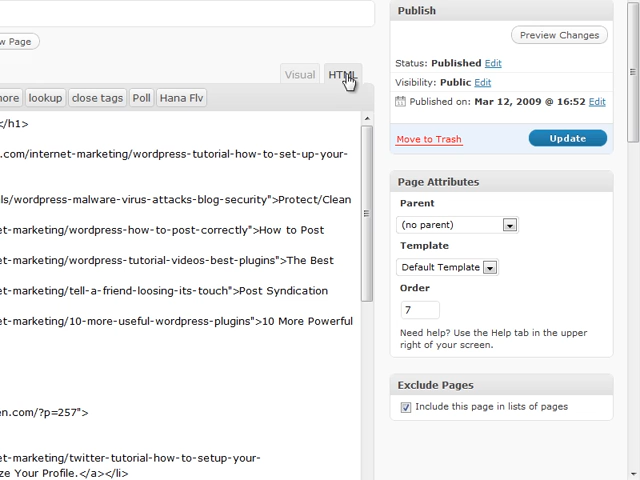 Publish
w Page
Preview Changes
Status: Published Edit
Visual HTML
Visibility: Public Edit
more lookup close tags Poll Hana Flv
Published on: Mar 12, 2009 @ 16:52 Edit
</h1>
Move to Trash Update
.com/internet-marketing/wordpress-tutorial-how-to-set-up-your-
Page Attributes
ls/wordpress-malware-virus-attacks-blog-security">Protect/Clean
Parent
(no parent)
et-marketing/wordpress-how-to-post-correctly">How to Post
Template
et-marketing/wordpress-tutorial-videos-best-plugins">The Best
Default Template
et-marketing/tell-a-friend-loosing-its-touch">Post Syndication
Order
7
et-marketing/10-more-useful-wordpress-plugins">10 More Powerful
Need help? Use the Help tab in the upper
right of your screen.
Exclude Pages
Include this page in lists of pages
en.com/?p=257">
et-marketing/twitter-tutorial-how-to-setup-your-
ze Your Profile.</a></li>